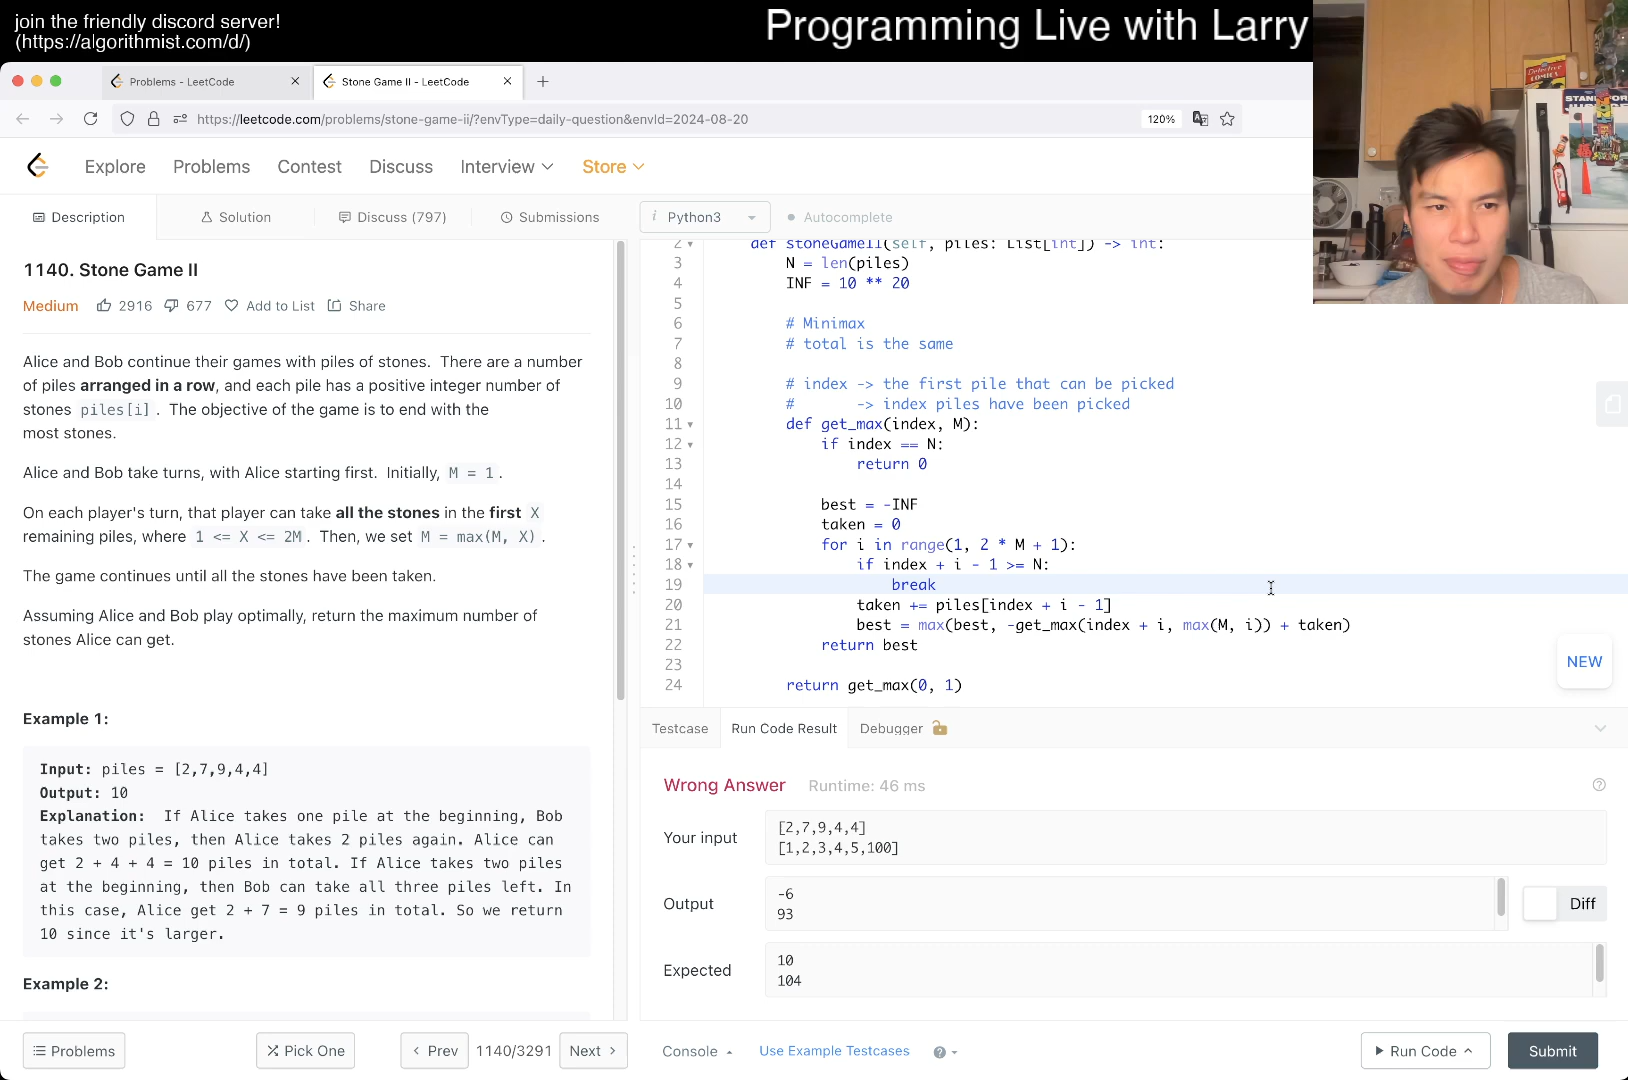 join the friendly discord server!
(https://algorithmist.com/d/)
Programming Live with Larry
Problems - LeetCode
Stone Game II - LeetCode
https://leetcode.com/problems/stone-game-ii/?envType=daily-question&envId=2024-08-20
120%
Explore
Problems
Contest
Discuss
Interview
Store
Description
Solution
Discuss (797)
Submissions
i Python3
Autocomplete
1140. Stone Game II
Medium 2916 677 Add to List Share
Alice and Bob continue their games with piles of stones. There are a number
of piles arranged in a row, and each pile has a positive integer number of
stones piles[i]. The objective of the game is to end with the
most stones.
Alice and Bob take turns, with Alice starting first. Initially, M = 1.
On each player's turn, that player can take all the stones in the first X
remaining piles, where 1 <= X <= 2M. Then, we set M = max(M, X).
The game continues until all the stones have been taken.
Assuming Alice and Bob play optimally, return the maximum number of
stones Alice can get.
Example 1:
Input: piles = [2,7,9,4,4]
Output: 10
Explanation: If Alice takes one pile at the beginning, Bob
takes two piles, then Alice takes 2 piles again. Alice can
get 2 + 4 + 4 = 10 piles in total. If Alice takes two piles
at the beginning, then Bob can take all three piles left. In
this case, Alice get 2 + 7 = 9 piles in total. So we return
10 since it's larger.
Example 2:
2 def stoneGameII(self, piles: List[int]) -> int:
3 N = len(piles)
4 INF = 10 ** 20
5
6 # Minimax
7 # total is the same
8
9 # index -> the first pile that can be picked
10 # -> index piles have been picked
11 def get_max(index, M):
12 if index == N:
13 return 0
14
15 best = -INF
16 taken = 0
17 for i in range(1, 2 * M + 1):
18 if index + i - 1 >= N:
19 break
20 taken += piles[index + i - 1]
21 best = max(best, -get_max(index + i, max(M, i)) + taken)
22 return best
23
24 return get_max(0, 1)
NEW
Testcase
Run Code Result
Debugger
Wrong Answer Runtime: 46 ms
Your input
[2,7,9,4,4]
[1,2,3,4,5,100]
Output
-6
93
Diff
Expected
10
104
Problems
Pick One
Prev
1140/3291
Next
Console
Use Example Testcases
Run Code
Submit